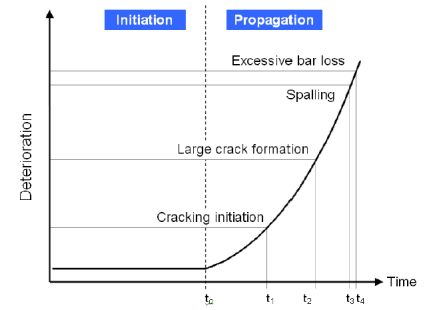 Initiation
Propagation
Excessive bar loss
Spalling
Large crack formation
Cracking initiation
Deterioration
Time
t₀
t₁
t₂
t₃
t₄